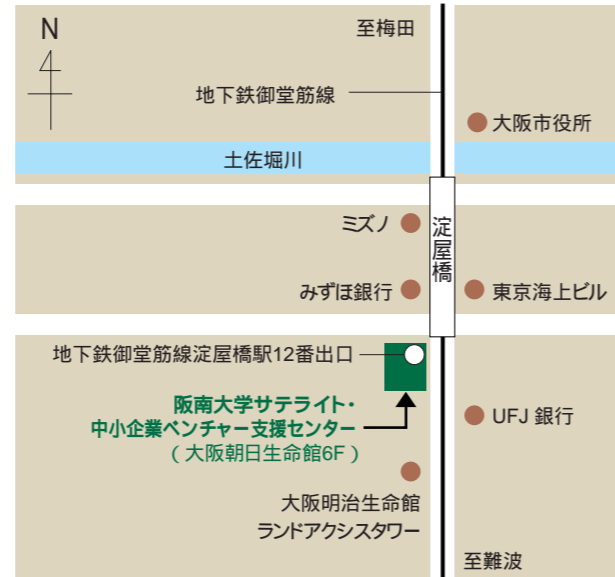 N
至梅田
地下鉄御堂筋線
大阪市役所
土佐堀川
ミズノ
淀屋橋
みずほ銀行
東京海上ビル
地下鉄御堂筋線淀屋橋駅12番出口
阪南大学サテライト・
中小企業ベンチャー支援センター
(大阪朝日生命館6F)
UFJ 銀行
大阪明治生命館
ランドアクシスタワー
至難波